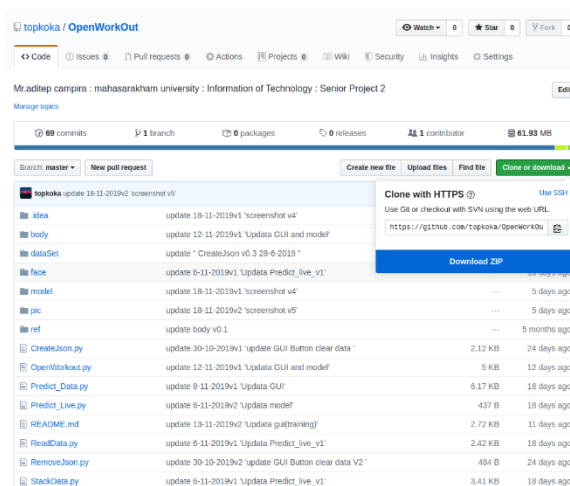 topkoka / OpenWorkOut
Watch 0 Star 0 Fork
Code Issues 0 Pull requests 0 Actions Projects 0 Wiki Security Insights Settings
Mr.aditep campira : mahasarakham university : Information of Technology : Senior Project 2
Edi
Manage topics
69 commits 1 branch 0 packages 0 releases 1 contributor 61.93 MB
Branch: master New pull request Create new file Upload files Find file Clone or download
topkoka update 18-11-2019v2 'screenshot v5'
Clone with HTTPS Use SSH
Use Git or checkout with SVN using the web URL.
https://github.com/topkoka/OpenWorkOu
Download ZIP
.idea update 18-11-2019v1 'screenshot v4'
body update 12-11-2019v1 'Updata GUI and model'
dataSet update " CreateJson v0.3 28-6-2019 "
face update 6-11-2019v1 'Updata Predict_live_v1'
model update 18-11-2019v1 'screenshot v4' ... 5 days ago
pic update 18-11-2019v2 'screenshot v5' ... 5 days ago
ref update body v0.1 ... 5 months ago
CreateJson.py update 30-10-2019v1 'update GUI Button clear data ' 2.12 KB 24 days ago
OpenWorkout.py update 12-11-2019v1 'Updata GUI and model' 5 KB 12 days ago
Predict_Data.py update 8-11-2019v1 'Updata GUI' 6.17 KB 16 days ago
Predict_Live.py update 6-11-2019v2 'Updata model' 437 B 18 days ago
README.md update 13-11-2019v2 'Updata gui(training)' 2.72 KB 11 days ago
ReadData.py update 6-11-2019v1 'Updata Predict_live_v1' 2.42 KB 18 days ago
RemoveJson.py update 30-10-2019v2 'update GUI Button clear data V2 ' 484 B 24 days ago
StackData.py update 6-11-2019v1 'Updata Predict_live_v1' 3.41 KB 18 days ago